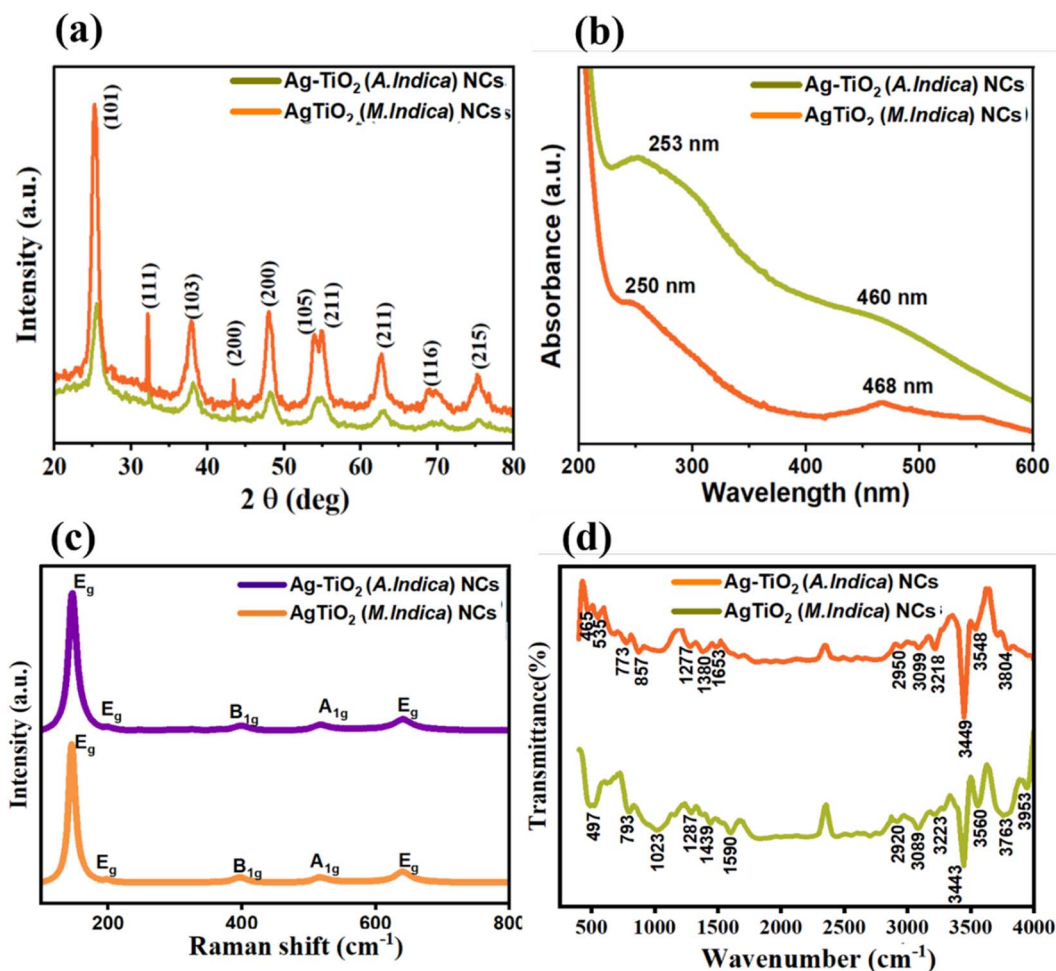 (a)
Ag-TiO₂ (A.Indica) NCs
AgTiO₂ (M.Indica) NCs
(101)
(111)
(103)
(200)
(200)
(105)
(211)
(211)
(116)
(215)
Intensity (a.u.)
20 30 40 50 60 70 80
2 θ (deg)
(b)
Ag-TiO₂ (A.Indica) NCs
AgTiO₂ (M.Indica) NCs
253 nm
250 nm
460 nm
468 nm
Absorbance (a.u.)
200 300 400 500 600
Wavelength (nm)
(c)
Ag-TiO₂ (A.Indica) NCs
AgTiO₂ (M.Indica) NCs
Eg
Eg
B1g
A1g
Eg
Eg
Eg
B1g
A1g
Eg
Intensity (a.u.)
200 400 600 800
Raman shift (cm⁻¹)
(d)
Ag-TiO₂ (A.Indica) NCs
AgTiO₂ (M.Indica) NCs
465
535
773
857
1277
1380
1653
2950
3099
3218
3449
3548
3804
497
793
1023
1287
1439
1590
2920
3089
3223
3443
3560
3763
3953
Transmittance(%)
500 1000 1500 2000 2500 3000 3500 4000
Wavenumber (cm⁻¹)